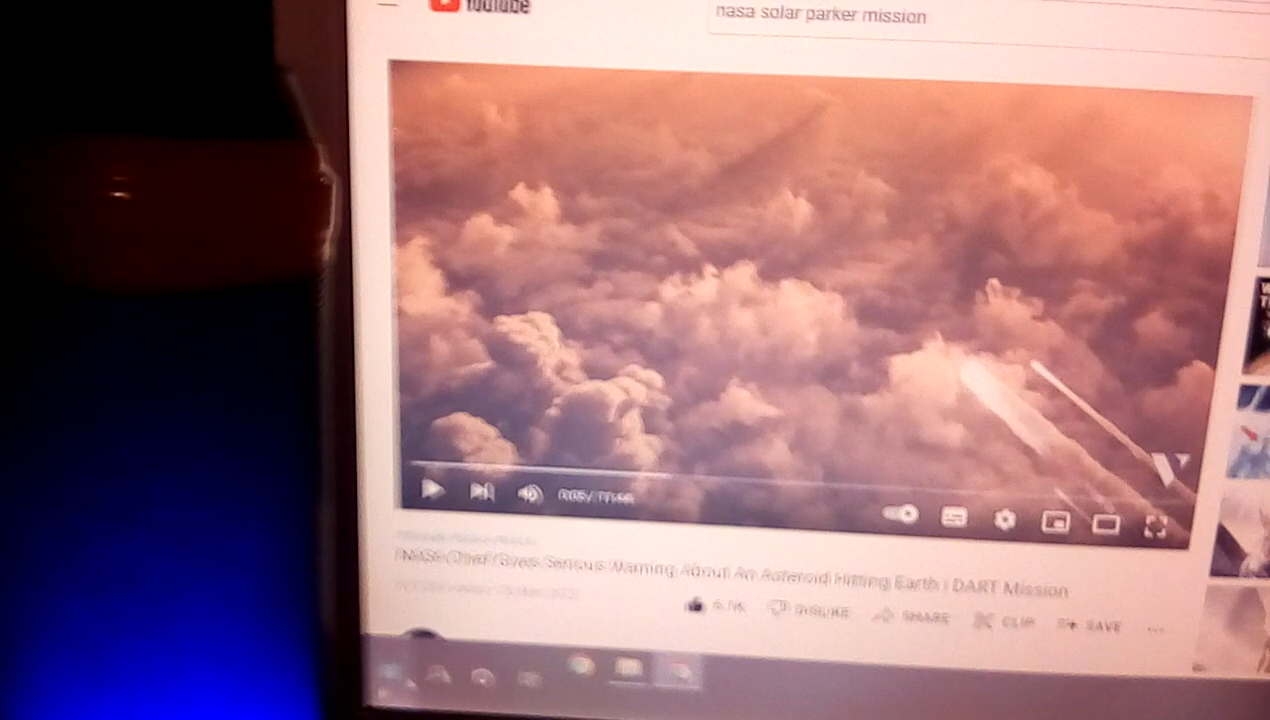 YouTube
nasa solar parker mission
NASA Chief Gives Serious Warning About An Asteroid Hitting Earth | DART Mission
DISLIKE SHARE CLIP SAVE ...